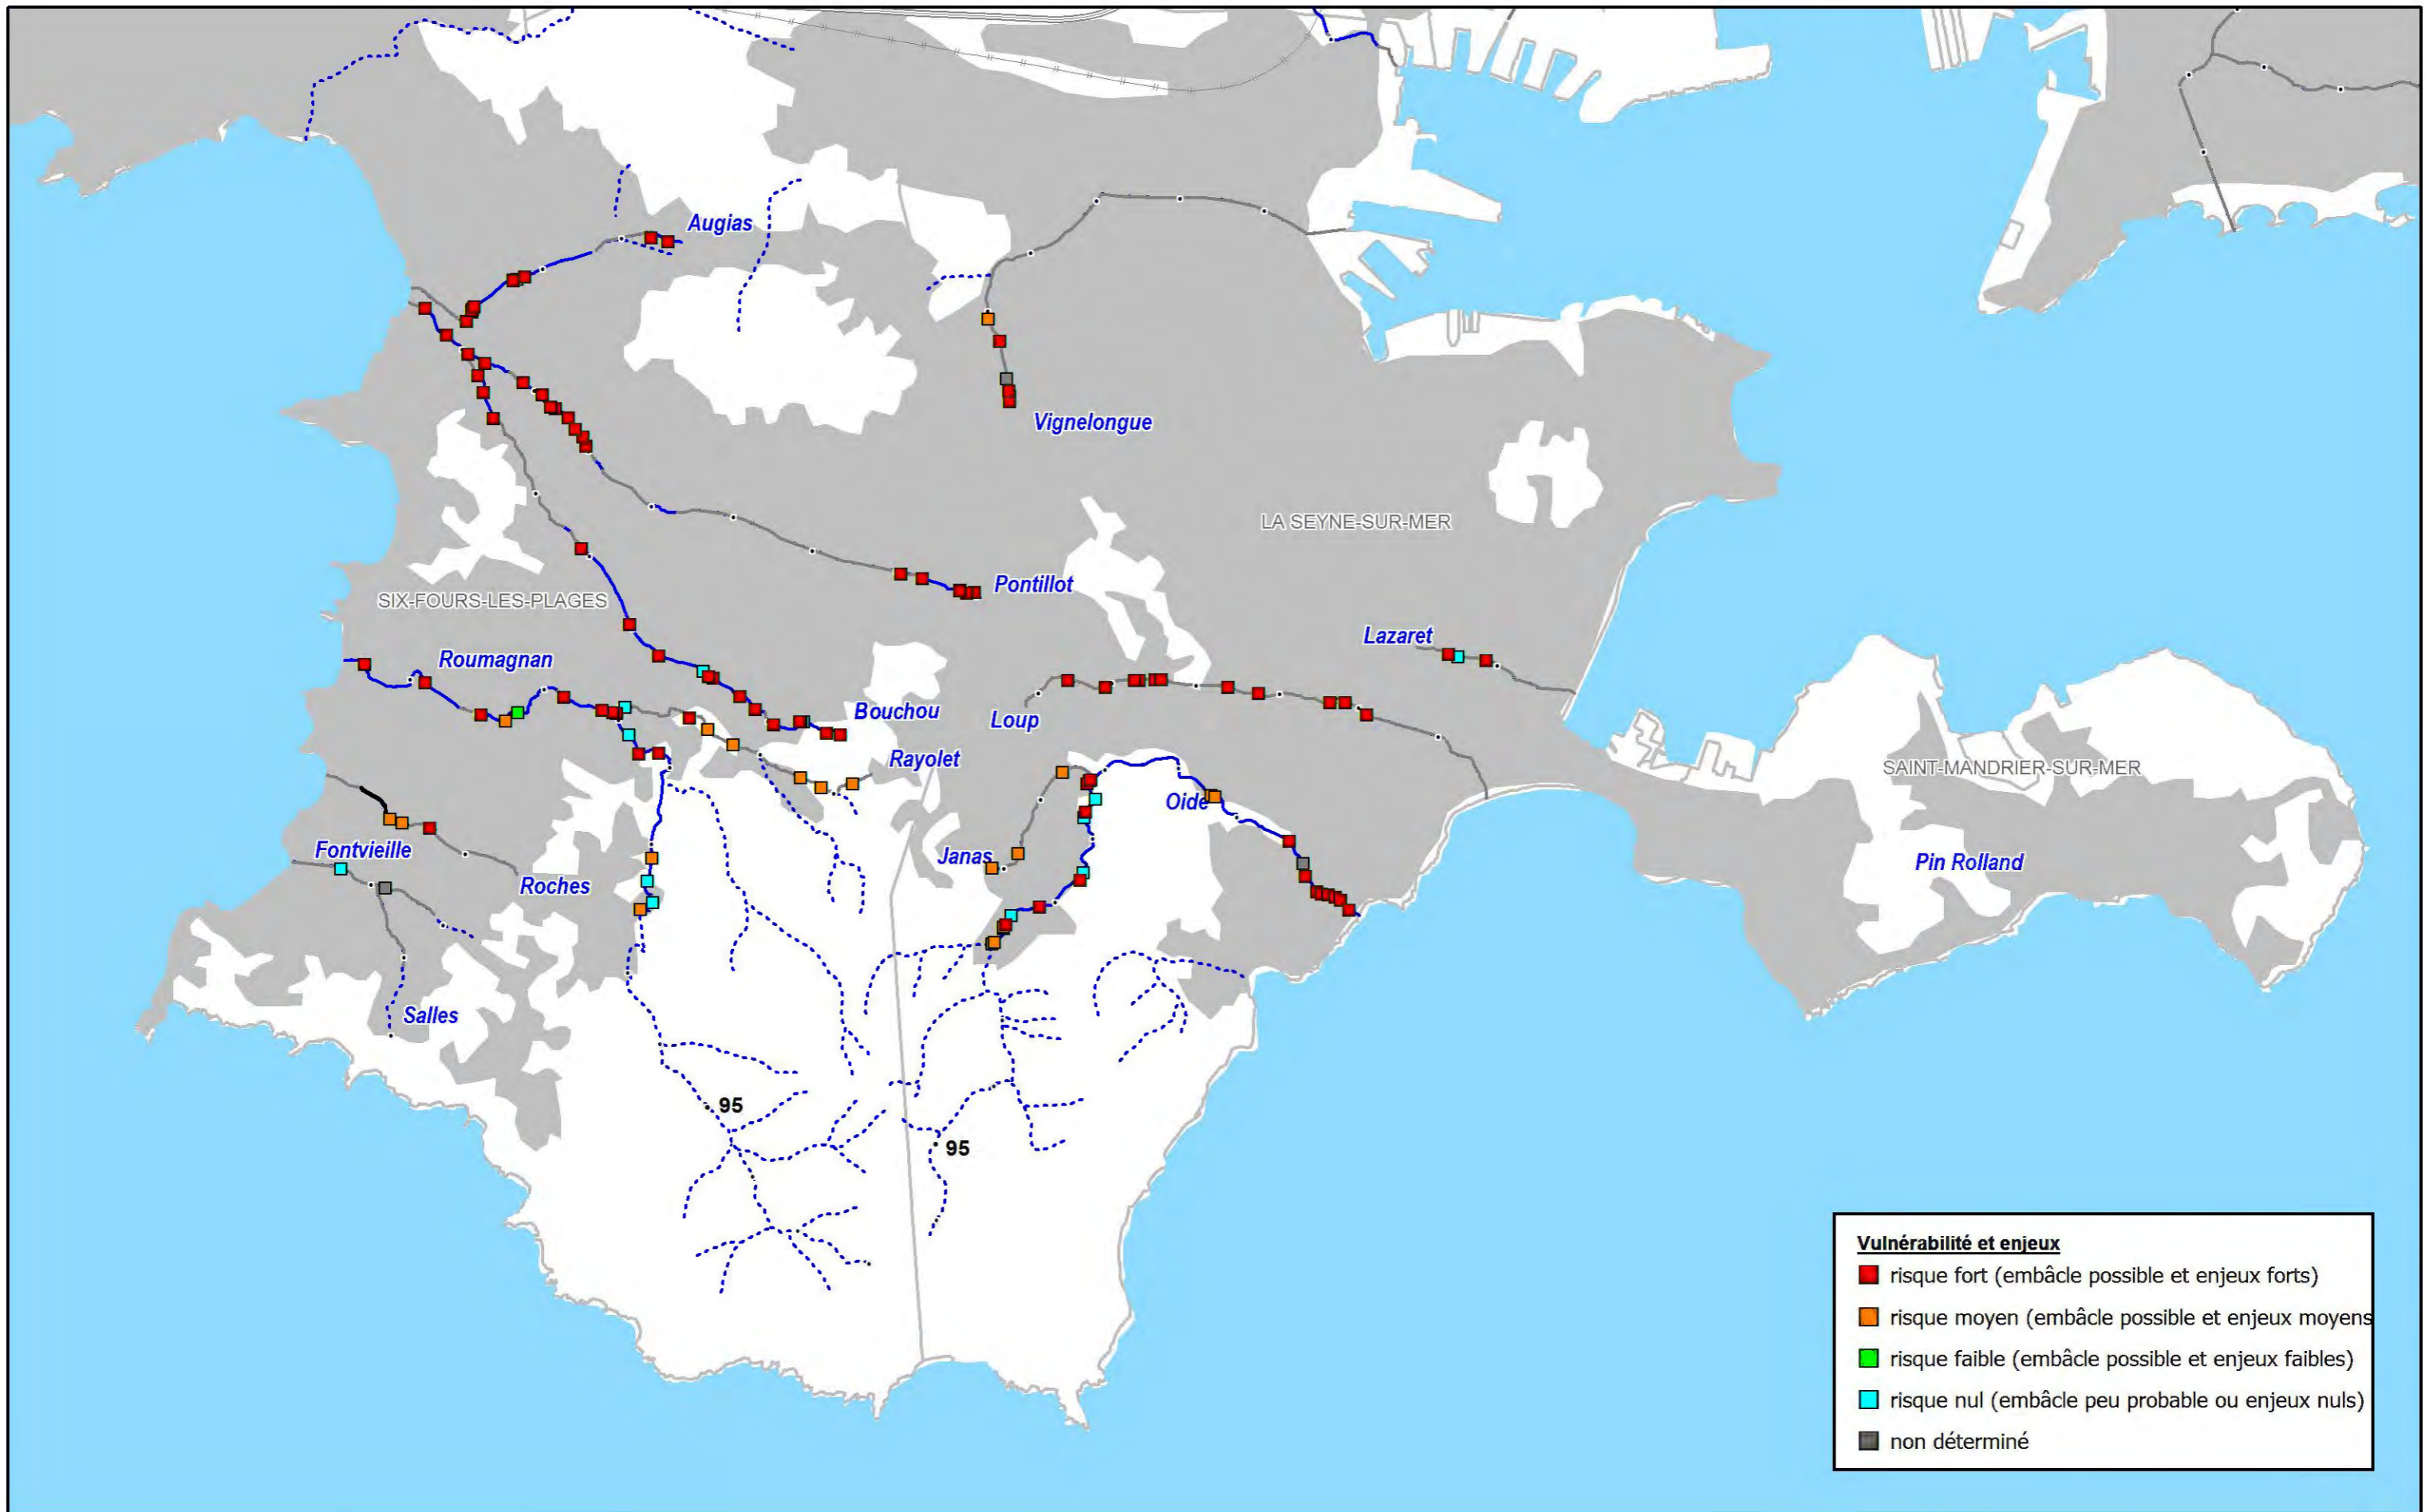 Augias
Vignelongue
LA SEYNE-SUR-MER
Pontillot
SIX-FOURS-LES-PLAGES
Lazaret
Roumagnan
Bouchou
Loup
Rayolet
SAINT-MANDRIER-SUR-MER
Oide
Fontvieille
Janas
Pin Rolland
Roches
Salles
95
95
Vulnérabilité et enjeux
risque fort (embâcle possible et enjeux forts)
risque moyen (embâcle possible et enjeux moyens
risque faible (embâcle possible et enjeux faibles)
risque nul (embâcle peu probable ou enjeux nuls)
non déterminé